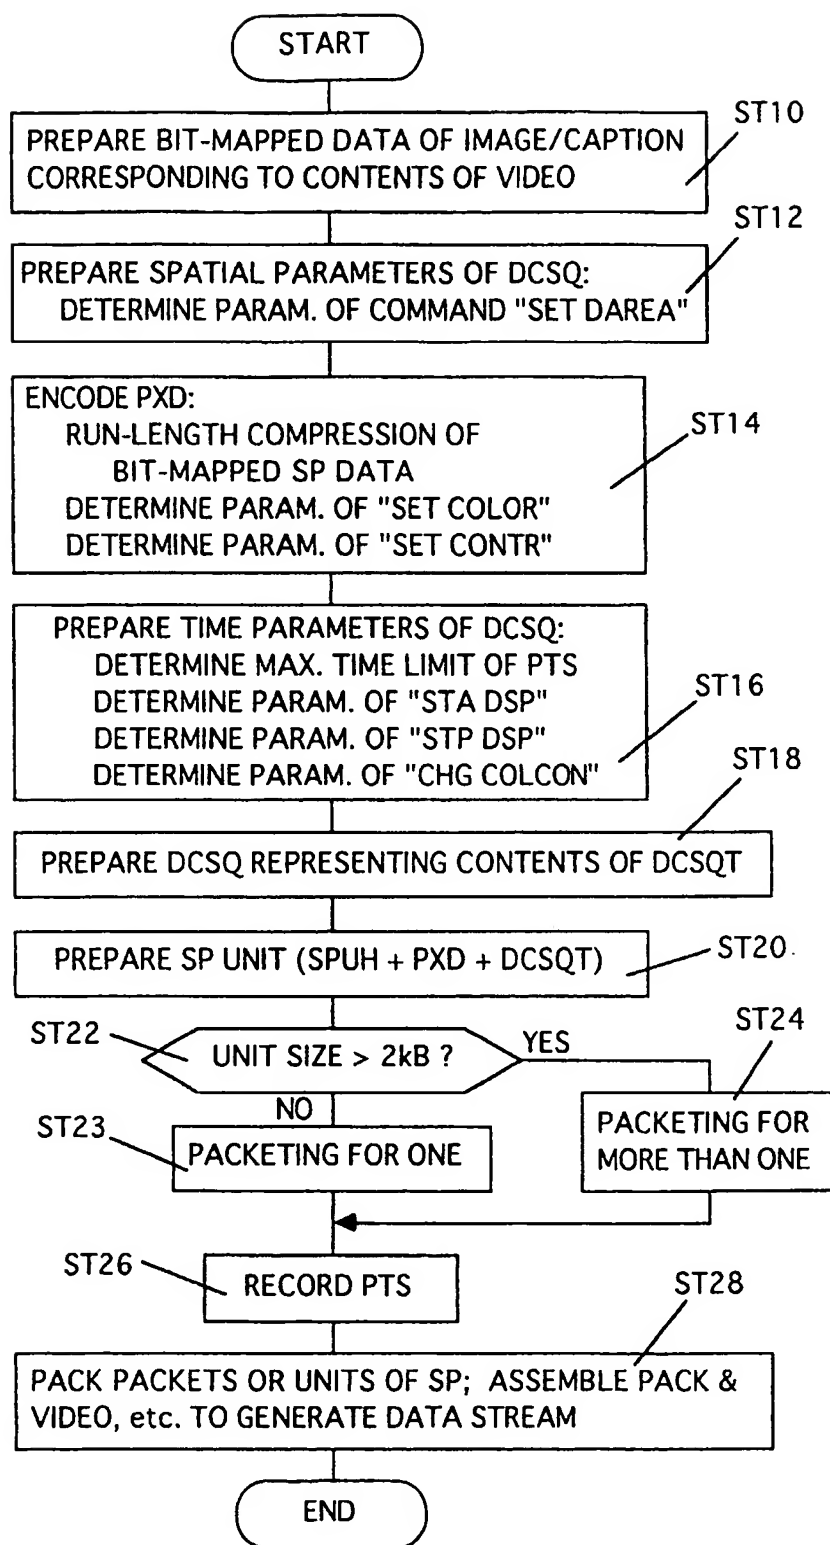 START
ST10
PREPARE BIT-MAPPED DATA OF IMAGE/CAPTION
CORRESPONDING TO CONTENTS OF VIDEO
ST12
PREPARE SPATIAL PARAMETERS OF DCSQ:
DETERMINE PARAM. OF COMMAND "SET DAREA"
ENCODE PXD:
RUN-LENGTH COMPRESSION OF
BIT-MAPPED SP DATA
DETERMINE PARAM. OF "SET COLOR"
DETERMINE PARAM. OF "SET CONTR"
ST14
PREPARE TIME PARAMETERS OF DCSQ:
DETERMINE MAX. TIME LIMIT OF PTS
DETERMINE PARAM. OF "STA DSP"
DETERMINE PARAM. OF "STP DSP"
DETERMINE PARAM. OF "CHG COLCON"
ST16
ST18
PREPARE DCSQ REPRESENTING CONTENTS OF DCSQT
PREPARE SP UNIT (SPUH + PXD + DCSQT)
ST20
ST22
UNIT SIZE > 2kB ?
YES
ST24
NO
ST23
PACKETING FOR ONE
PACKETING FOR
MORE THAN ONE
ST26
RECORD PTS
ST28
PACK PACKETS OR UNITS OF SP; ASSEMBLE PACK &
VIDEO, etc. TO GENERATE DATA STREAM
END